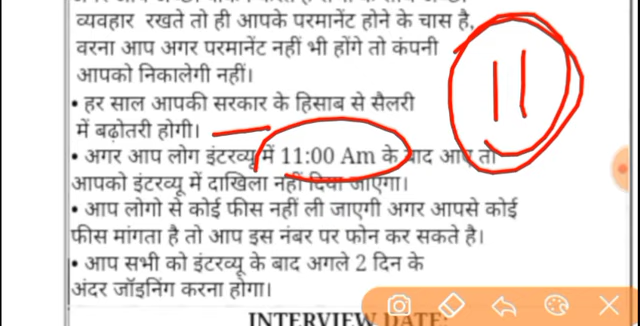 व्यवहार रखते तो ही आपके परमानेंट होने के चास है,
वरना आप अगर परमानेंट नहीं भी होंगे तो कंपनी
आपको निकालेगी नहीं।
• हर साल आपकी सरकार के हिसाब से सैलरी
में बढ़ोतरी होगी।
11
• अगर आप लोग इंटरव्यू में 11:00 Am के बाद आए तो
आपको इंटरव्यू में दाखिला नहीं दिया जाएगा।
• आप लोगो से कोई फीस नहीं ली जाएगी अगर आपसे कोई
फीस मांगता है तो आप इस नंबर पर फोन कर सकते है।
• आप सभी को इंटरव्यू के बाद अगले 2 दिन के
अंदर जॉइनिंग करना होगा।
INTERVIEW DATE: